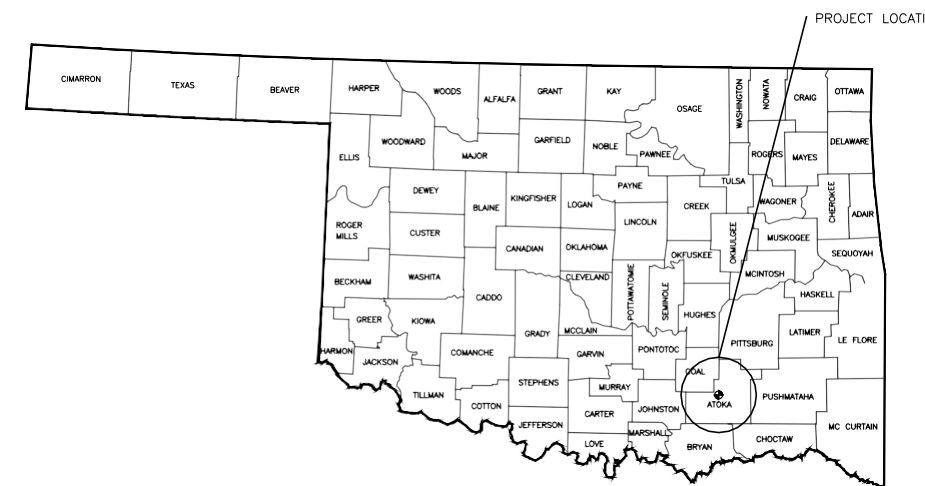 PROJECT LOCATI
CIMARRON
TEXAS
BEAVER
HARPER
WOODS
ALFALFA
GRANT
KAY
OSAGE
WASHINGTON
NOWATA
CRAIG
OTTAWA
ELLIS
WOODWARD
MAJOR
GARFIELD
NOBLE
PAWNEE
ROGERS
MAYES
DELAWARE
DEWEY
BLAINE
KINGFISHER
LOGAN
PAYNE
CREEK
TULSA
WAGONER
CHEROKEE
ADAIR
ROGER
MILLS
CUSTER
CANADIAN
OKLAHOMA
LINCOLN
OKFUSKEE
OKMULGEE
MUSKOGEE
SEQUOYAH
BECKHAM
WASHITA
CADDO
CLEVELAND
POTTAWATOMIE
SEMINOLE
HUGHES
MCINTOSH
HASKELL
GREER
KIOWA
GRADY
MCCLAIN
GARVIN
PONTOTOC
PITTSBURG
LATIMER
LE FLORE
HARMON
JACKSON
COMANCHE
STEPHENS
MURRAY
COAL
ATOKA
PUSHMATAHA
TILLMAN
COTTON
JEFFERSON
CARTER
JOHNSTON
MARSHALL
LOVE
BRYAN
CHOCTAW
MC CURTAIN